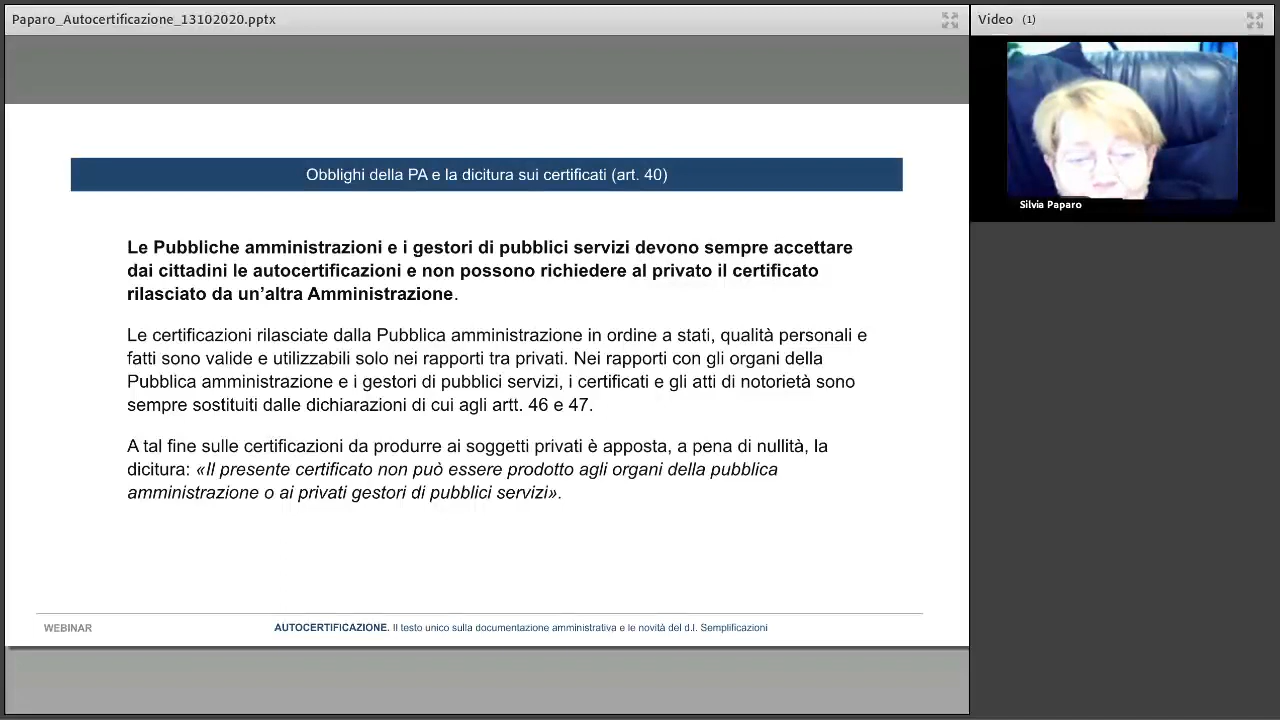 Paparo_Autocertificazione_13102020.pptx
Video (1)
Silvia Paparo
Obblighi della PA e la dicitura sui certificati (art. 40)
Le Pubbliche amministrazioni e i gestori di pubblici servizi devono sempre accettare
dai cittadini le autocertificazioni e non possono richiedere al privato il certificato
rilasciato da un’altra Amministrazione.
Le certificazioni rilasciate dalla Pubblica amministrazione in ordine a stati, qualità personali e
fatti sono valide e utilizzabili solo nei rapporti tra privati. Nei rapporti con gli organi della
Pubblica amministrazione e i gestori di pubblici servizi, i certificati e gli atti di notorietà sono
sempre sostituiti dalle dichiarazioni di cui agli artt. 46 e 47.
A tal fine sulle certificazioni da produrre ai soggetti privati è apposta, a pena di nullità, la
dicitura: «Il presente certificato non può essere prodotto agli organi della pubblica
amministrazione o ai privati gestori di pubblici servizi».
WEBINAR
AUTOCERTIFICAZIONE. Il testo unico sulla documentazione amministrativa e le novità del d.l. Semplificazioni